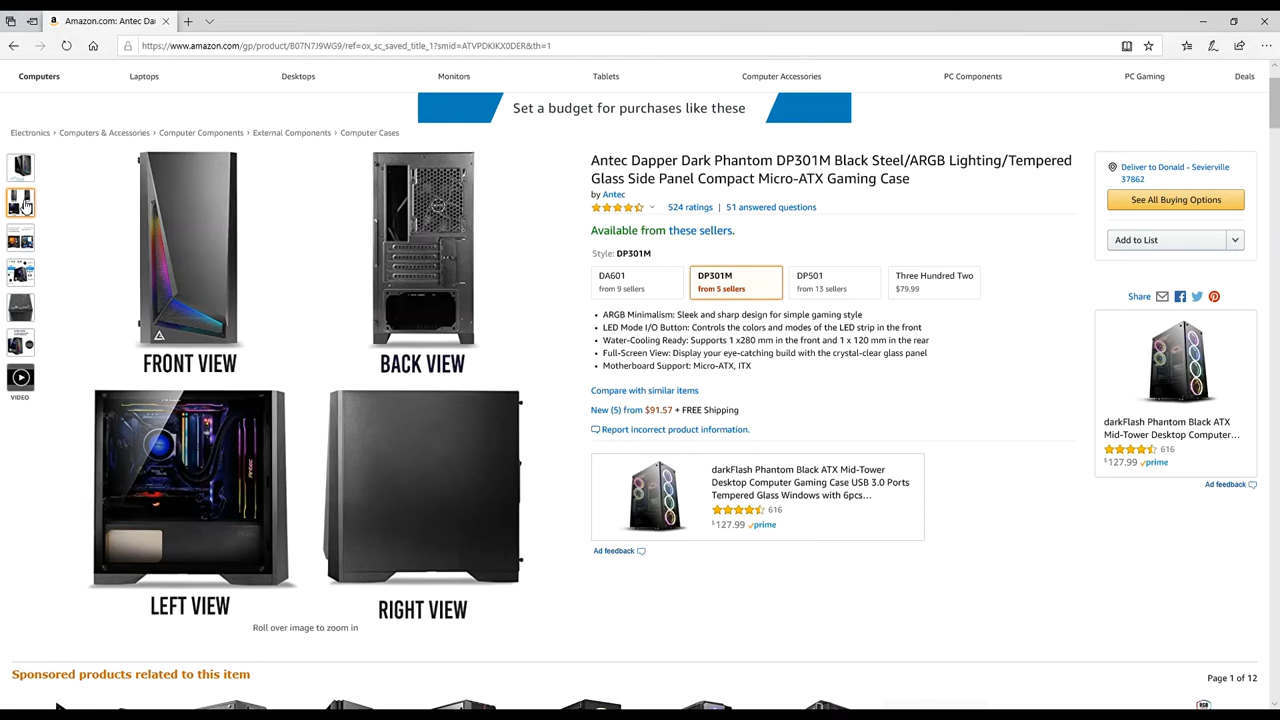 Amazon.com: Antec Da
https://www.amazon.com/gp/product/B07N7J9WG9/ref=ox_sc_saved_title_1?smid=ATVPDKIKX0DER&th=1
Computers Laptops Desktops Monitors Tablets Computer Accessories PC Components PC Gaming Deals
Set a budget for purchases like these
Electronics › Computers & Accessories › Computer Components › External Components › Computer Cases
FRONT VIEW
BACK VIEW
LEFT VIEW
RIGHT VIEW
Roll over image to zoom in
VIDEO
Antec Dapper Dark Phantom DP301M Black Steel/ARGB Lighting/Tempered
Glass Side Panel Compact Micro-ATX Gaming Case
by Antec
524 ratings | 51 answered questions
Available from these sellers.
Style: DP301M
DA601
from 9 sellers
DP301M
from 5 sellers
DP501
from 13 sellers
Three Hundred Two
$79.99
• ARGB Minimalism: Sleek and sharp design for simple gaming style
• LED Mode I/O Button: Controls the colors and modes of the LED strip in the front
• Water-Cooling Ready: Supports 1 x280 mm in the front and 1 x 120 mm in the rear
• Full-Screen View: Display your eye-catching build with the crystal-clear glass panel
• Motherboard Support: Micro-ATX, ITX
Compare with similar items
New (5) from $91.57 + FREE Shipping
Report incorrect product information.
darkFlash Phantom Black ATX Mid-Tower
Desktop Computer Gaming Case USB 3.0 Ports
Tempered Glass Windows with 6pcs...
616
$127.99 prime
Ad feedback
Deliver to Donald - Sevierville
37862
See All Buying Options
Add to List
Share
darkFlash Phantom Black ATX
Mid-Tower Desktop Computer...
616
$127.99 prime
Ad feedback
Sponsored products related to this item
Page 1 of 12